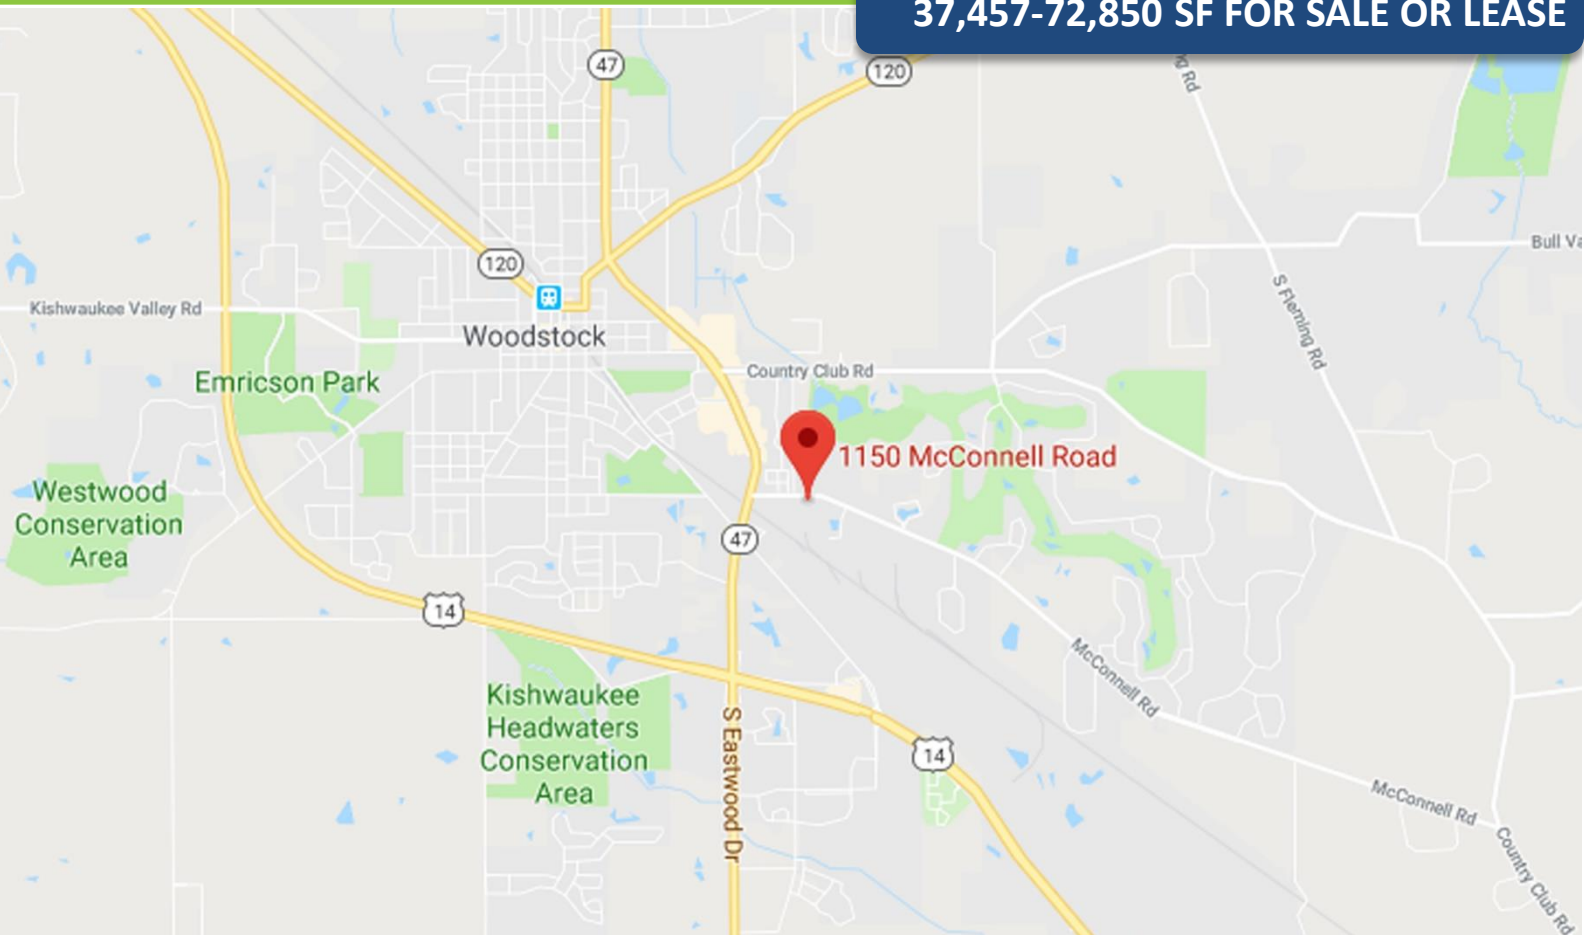 37,457-72,850 SF FOR SALE OR LEASE
47
120
g Rd
120
Bull Va
Kishwaukee Valley Rd
Woodstock
S Fleming Rd
Country Club Rd
Emricson Park
1150 McConnell Road
Westwood
Conservation
Area
47
14
McConnell Rd
Kishwaukee
Headwaters
Conservation
Area
S Eastwood Dr
14
McConnell Rd
Country Club Rd